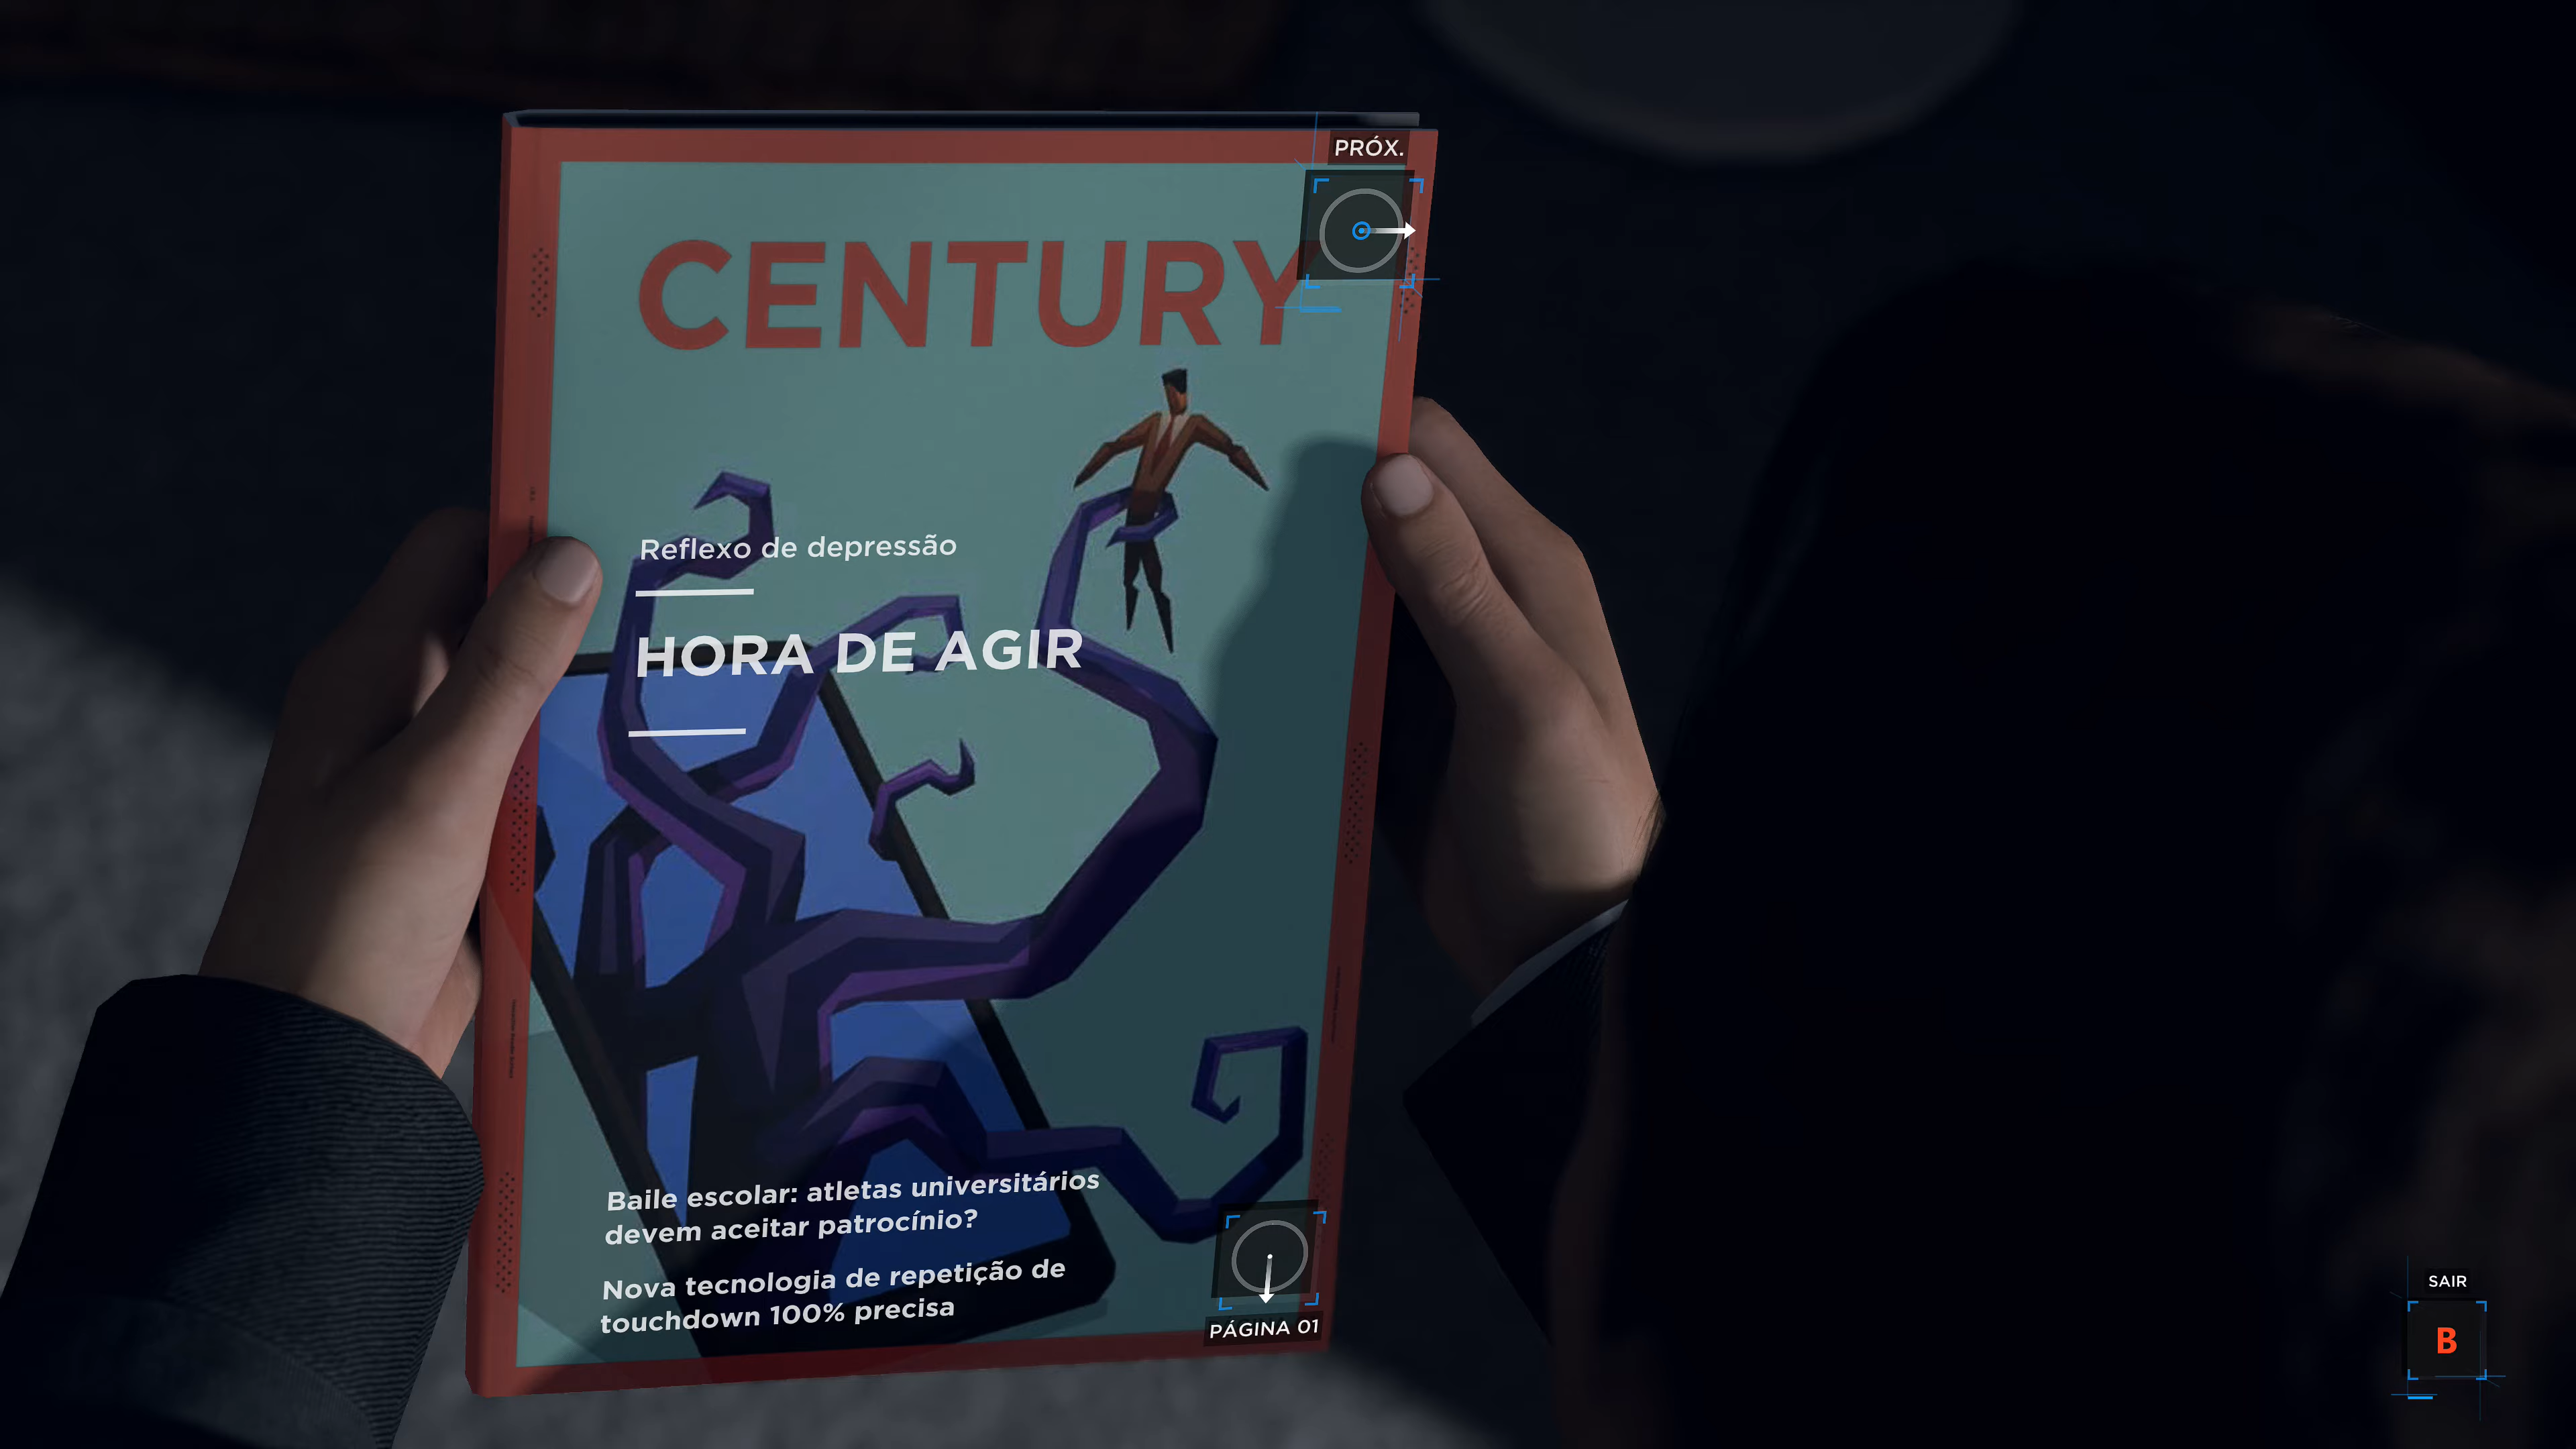 PRÓX.
CENTURY
Reflexo de depressão
HORA DE AGIR
Baile escolar: atletas universitários
devem aceitar patrocínio?
Nova tecnologia de repetição de
touchdown 100% precisa
PÁGINA 01
SAIR
B